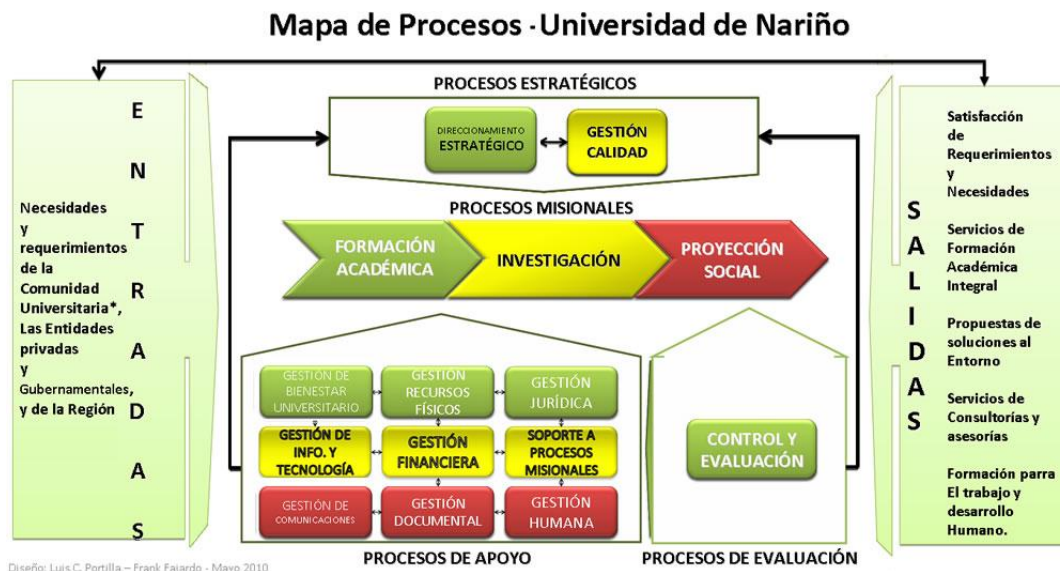 Mapa de Procesos - Universidad de Nariño
E
N
T
R
A
D
A
S
Necesidades
y
requerimientos
de la
Comunidad
Universitaria*,
Las Entidades
privadas
y
Gubernamentales,
y de la Región
PROCESOS ESTRATÉGICOS
DIRECCIONAMIENTO
ESTRATÉGICO
GESTIÓN
CALIDAD
PROCESOS MISIONALES
FORMACIÓN
ACADÉMICA
INVESTIGACIÓN
PROYECCIÓN
SOCIAL
GESTIÓN DE
BIENESTAR
UNIVERSITARIO
GESTIÓN
RECURSOS
FÍSICOS
GESTIÓN
JURÍDICA
GESTIÓN DE
INFO. Y
TECNOLOGÍA
GESTIÓN
FINANCIERA
SOPORTE A
PROCESOS
MISIONALES
GESTIÓN DE
COMUNICACIONES
GESTIÓN
DOCUMENTAL
GESTIÓN
HUMANA
PROCESOS DE APOYO
CONTROL Y
EVALUACIÓN
PROCESOS DE EVALUACIÓN
S
A
L
I
D
A
S
Satisfacción
de
Requerimientos
y
Necesidades
Servicios de
Formación
Académica
Integral
Propuestas de
soluciones al
Entorno
Servicios de
Consultorías y
asesorías
Formación parra
El trabajo y
desarrollo
Humano.
Diseño: Luis C. Portilla – Frank Fajardo - Mayo 2010